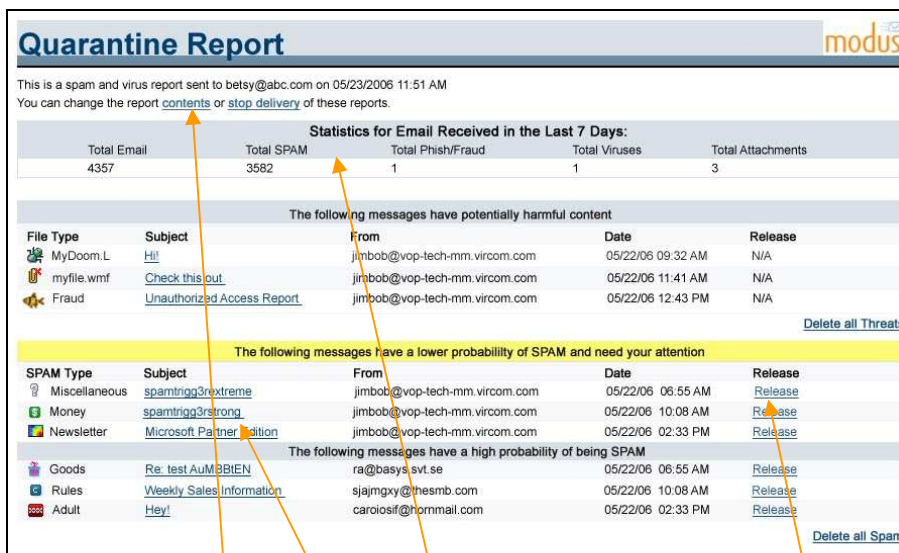 Quarantine Report
modus
This is a spam and virus report sent to betsy@abc.com on 05/23/2006 11:51 AM
You can change the report contents or stop delivery of these reports.
Statistics for Email Received in the Last 7 Days:
Total Email Total SPAM Total Phish/Fraud Total Viruses Total Attachments
4357 3582 1 1 3
The following messages have potentially harmful content
File Type Subject From Date Release
MyDoom.L Hi! jimbob@vop-tech-mm.vircom.com 05/22/06 09:32 AM N/A
myfile.wmf Check this out jimbob@vop-tech-mm.vircom.com 05/22/06 11:41 AM N/A
Fraud Unauthorized Access Report jimbob@vop-tech-mm.vircom.com 05/22/06 12:43 PM N/A
Delete all Threats
The following messages have a lower probabililty of SPAM and need your attention
SPAM Type Subject From Date Release
Miscellaneous spamtrigg3rextreme jimbob@vop-tech-mm.vircom.com 05/22/06 06:55 AM Release
Money spamtrigg3rstrong jimbob@vop-tech-mm.vircom.com 05/22/06 10:08 AM Release
Newsletter Microsoft Partner Edition jimbob@vop-tech-mm.vircom.com 05/22/06 02:33 PM Release
The following messages have a high probability of being SPAM
Goods Re: test AuMBBtEN ra@basys.svt.se 05/22/06 06:55 AM Release
Rules Weekly Sales Information sjajmgxy@thesmb.com 05/22/06 10:08 AM Release
Adult Hey! caroiosif@hornmail.com 05/22/06 02:33 PM Release
Delete all Spam